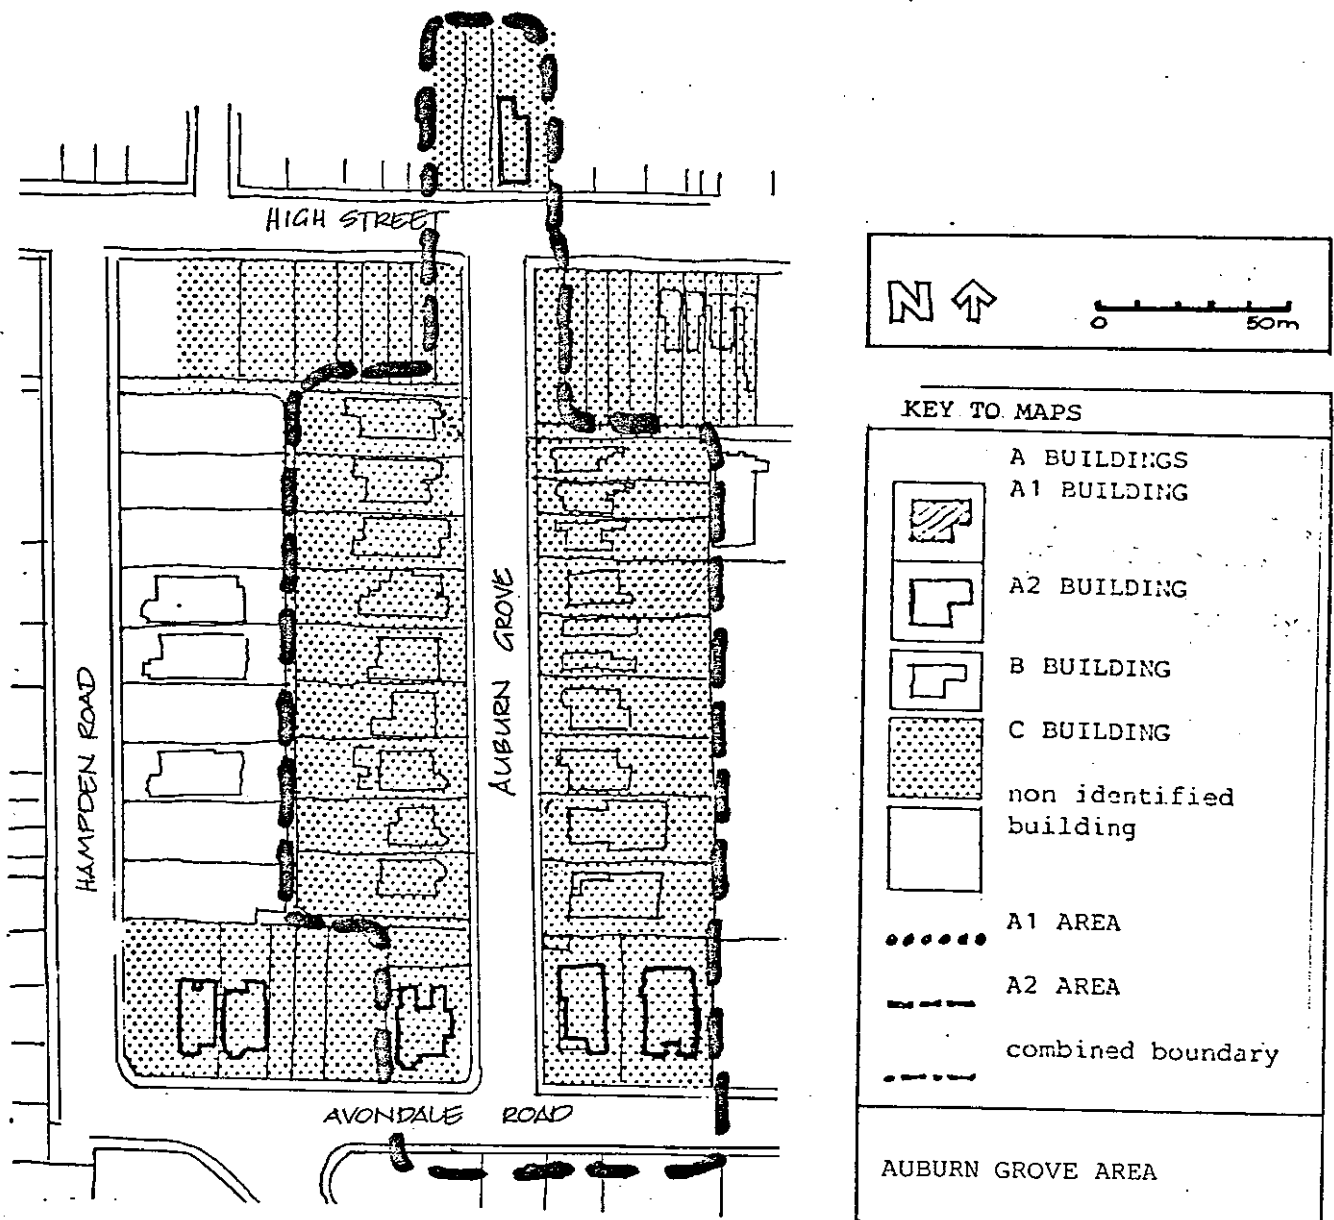 HIGH STREET
HAMPDEN ROAD
AUBURN GROVE
AVONDALE ROAD
N
0 50m
KEY TO MAPS
A BUILDINGS
A1 BUILDING
A2 BUILDING
B BUILDING
C BUILDING
non identified
building
A1 AREA
A2 AREA
combined boundary
AUBURN GROVE AREA